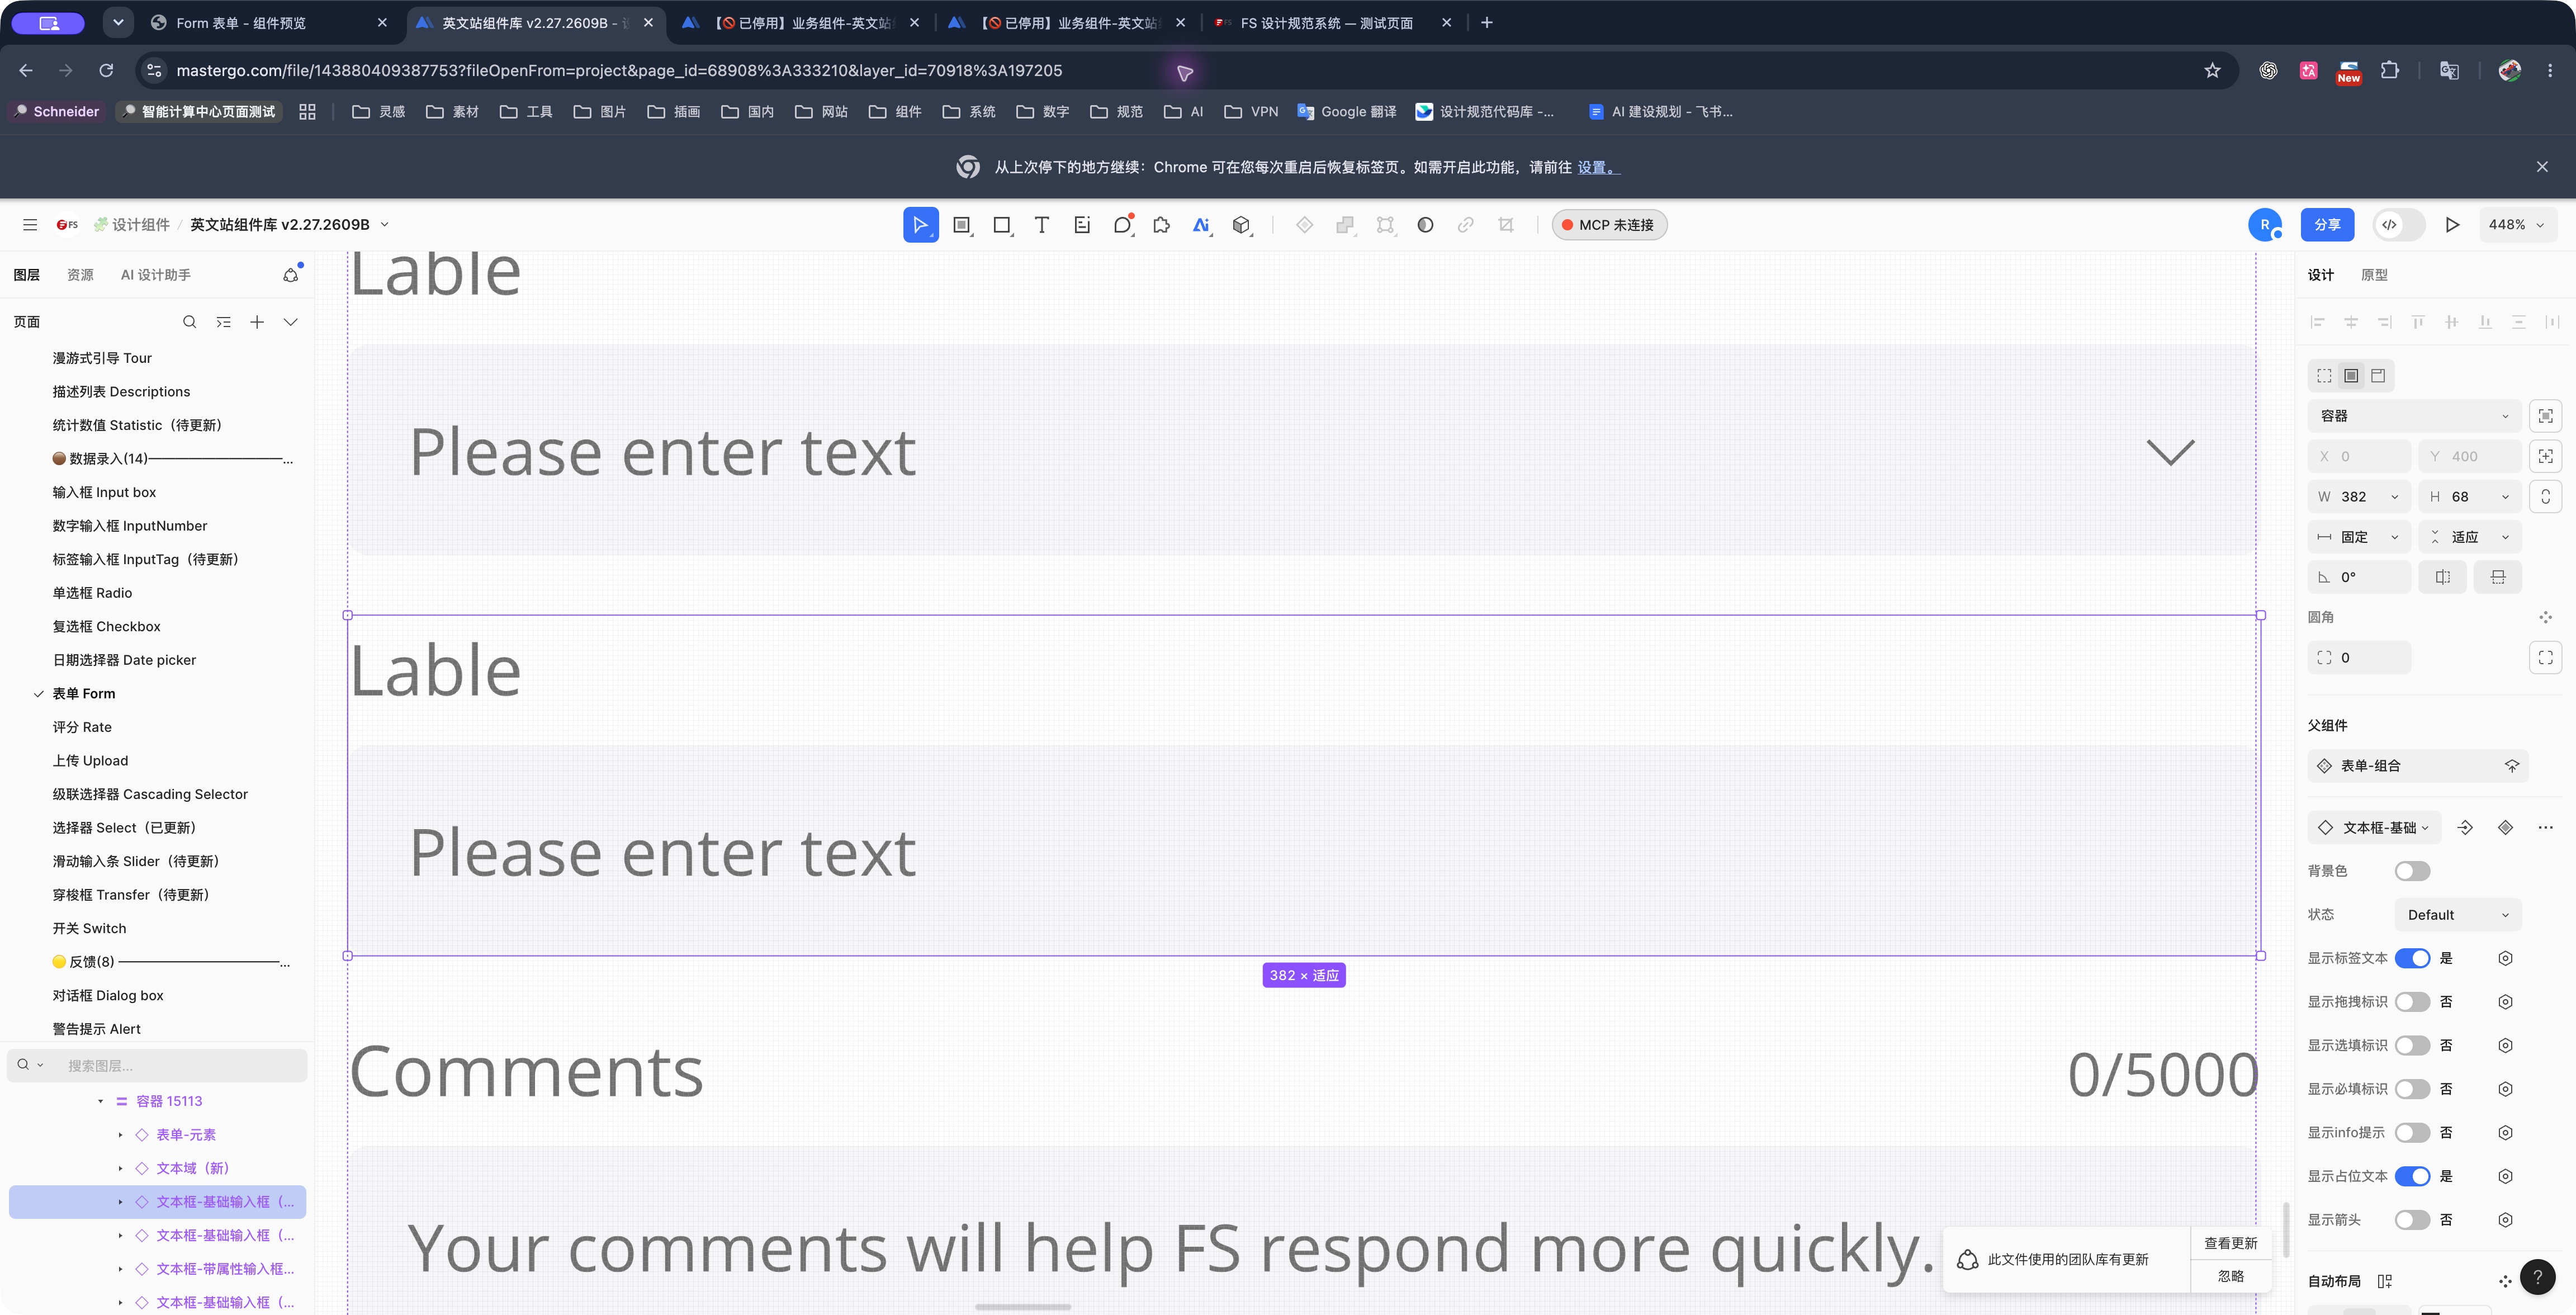 Form 表单 - 组件预览
英文站组件库 v2.27.2609B - 
【🚫已停用】业务组件-英文站
【🚫已停用】业务组件-英文站
FS 设计规范系统 — 测试页面
mastergo.com/file/143880409387753?fileOpenFrom=project&page_id=68908%3A333210&layer_id=70918%3A197205
New
Schneider
智能计算中心页面测试
灵感
素材
工具
图片
插画
国内
网站
组件
系统
数字
规范
AI
VPN
Google 翻译
设计规范代码库 -...
AI 建设规划 - 飞书...
从上次停下的地方继续：Chrome 可在您每次重启后恢复标签页。如需开启此功能，请前往 设置。
FS
设计组件 / 英文站组件库 v2.27.2609B
MCP 未连接
R
分享
448%
图层
资源
AI 设计助手
页面
漫游式引导 Tour
描述列表 Descriptions
统计数值 Statistic（待更新）
数据录入(14)——————————...
输入框 Input box
数字输入框 InputNumber
标签输入框 InputTag（待更新）
单选框 Radio
复选框 Checkbox
日期选择器 Date picker
表单 Form
评分 Rate
上传 Upload
级联选择器 Cascading Selector
选择器 Select（已更新）
滑动输入条 Slider（待更新）
穿梭框 Transfer（待更新）
开关 Switch
反馈(8) ————————————...
对话框 Dialog box
警告提示 Alert
搜索图层...
容器 15113
表单-元素
文本域（新）
文本框-基础输入框（...
文本框-基础输入框（...
文本框-带属性输入框...
文本框-基础输入框（...
Lable
Please enter text
Lable
Please enter text
382 × 适应
Comments
0/5000
Your comments will help FS respond more quickly.
此文件使用的团队库有更新
查看更新
忽略
设计
原型
容器
X 0
Y 400
W 382
H 68
固定
适应
0°
圆角
0
父组件
表单-组合
文本框-基础
背景色
状态
Default
显示标签文本 是
显示拖拽标识 否
显示选填标识 否
显示必填标识 否
显示info提示 否
显示占位文本 是
显示箭头 否
自动布局
?